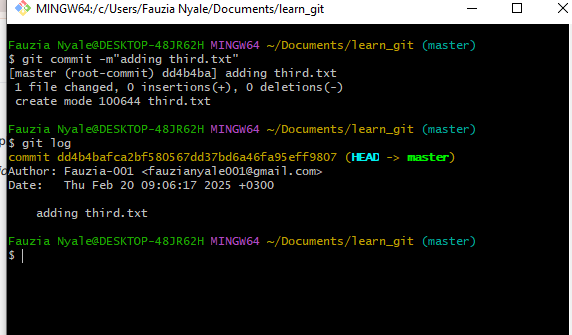 MINGW64:/c/Users/Fauzia Nyale/Documents/learn_git
Fauzia Nyale@DESKTOP-48JR62H MINGW64 ~/Documents/learn_git (master)
$ git commit -m"adding third.txt"
[master (root-commit) dd4b4ba] adding third.txt
 1 file changed, 0 insertions(+), 0 deletions(-)
 create mode 100644 third.txt
Fauzia Nyale@DESKTOP-48JR62H MINGW64 ~/Documents/learn_git (master)
$ git log
commit dd4b4bafca2bf580567dd37bd6a46fa95eff9807 (HEAD -> master)
Author: Fauzia-001 <fauzianyale001@gmail.com>
Date:   Thu Feb 20 09:06:17 2025 +0300
    adding third.txt
Fauzia Nyale@DESKTOP-48JR62H MINGW64 ~/Documents/learn_git (master)
$